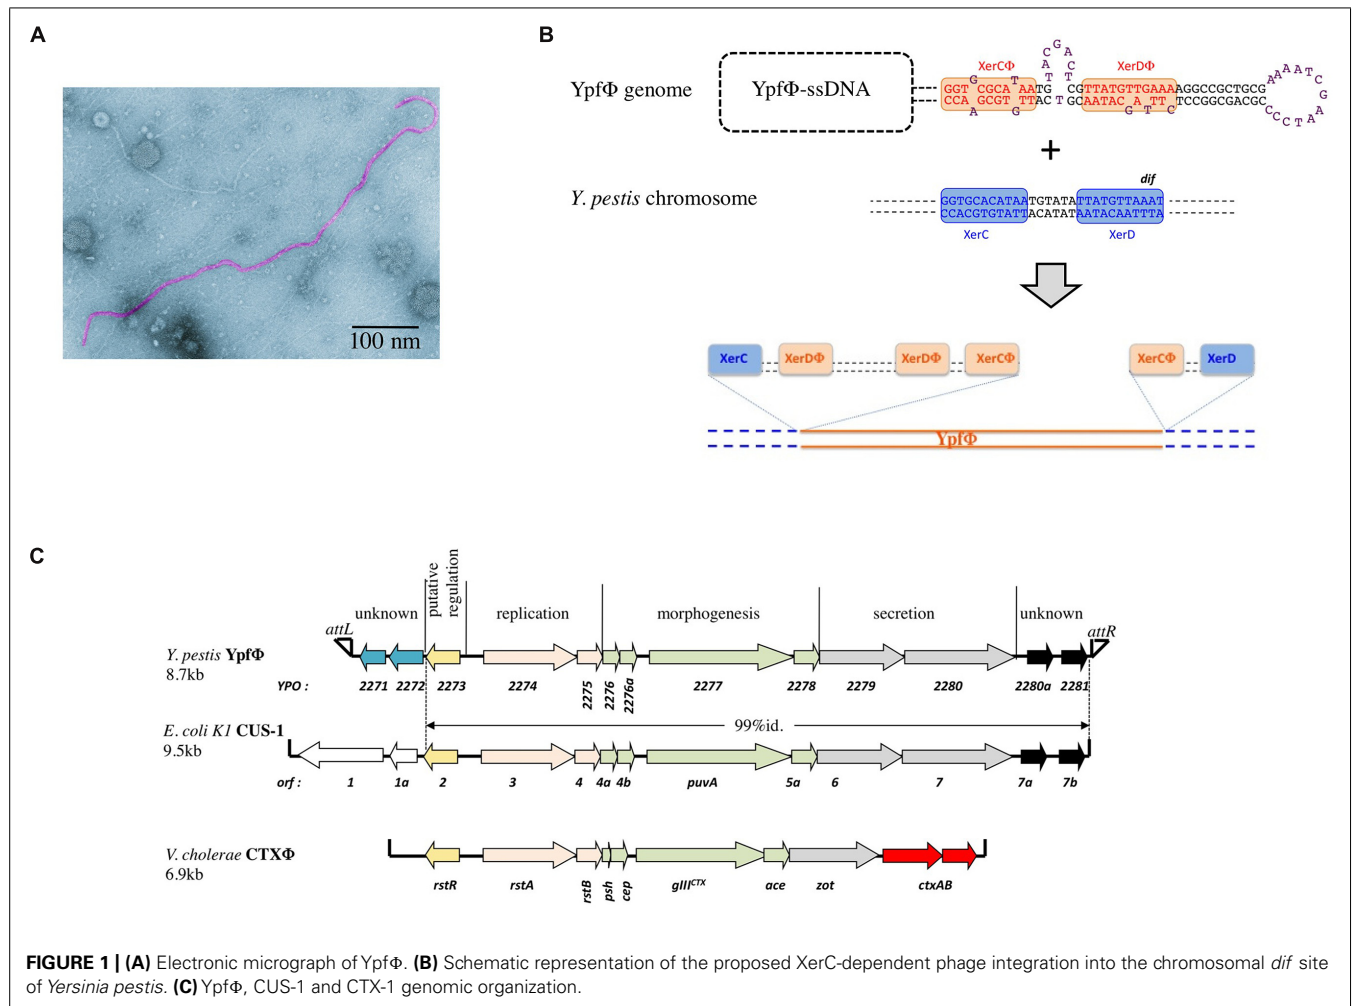 A
100 nm
B
YpfΦ genome
YpfΦ-ssDNA
XerCΦ
XerDΦ
+
Y. pestis chromosome
dif
GGTGCACATAATGTATATTATGTTAAAT
CCACGTGTATTACATATAATACAATTTA
XerC
XerD
XerC
XerDΦ
XerDΦ
XerCΦ
XerCΦ
XerD
YpfΦ
C
unknown
putative
regulation
replication
morphogenesis
secretion
unknown
attL
attR
Y. pestis YpfΦ
8.7kb
YPO :
2271
2272
2273
2274
2275
2276
2276a
2277
2278
2279
2280
2280a
2281
99%id.
E. coli K1 CUS-1
9.5kb
orf :
1
1a
2
3
4
4a
4b
puvA
5a
6
7
7a
7b
V. cholerae CTXΦ
6.9kb
rstR
rstA
rstB
psh
cep
gIIICTX
ace
zot
ctxAB
FIGURE 1 | (A) Electronic micrograph of YpfΦ. (B) Schematic representation of the proposed XerC-dependent phage integration into the chromosomal dif site
of Yersinia pestis. (C) YpfΦ, CUS-1 and CTX-1 genomic organization.